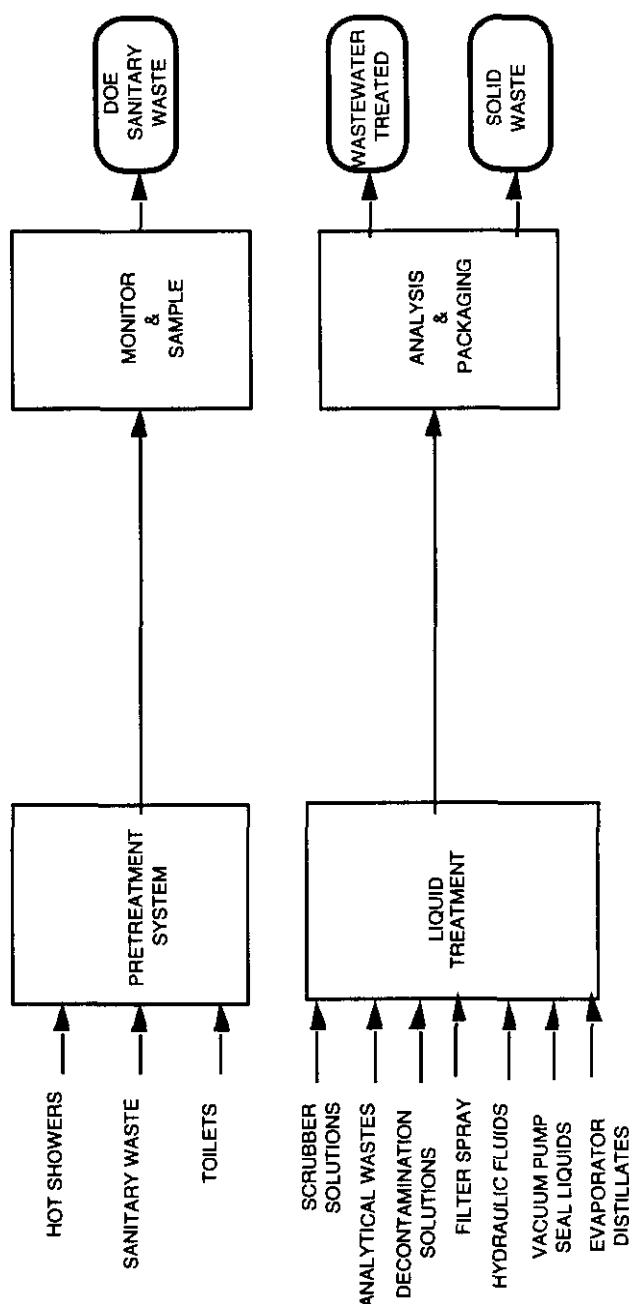 HOT SHOWERS
SANITARY WASTE
TOILETS
PRETREATMENT
SYSTEM
MONITOR
&
SAMPLE
DOE
SANITARY
WASTE
SCRUBBER
SOLUTIONS
ANALYTICAL WASTES
DECONTAMINATION
SOLUTIONS
FILTER SPRAY
HYDRAULIC FLUIDS
VACUUM PUMP
SEAL LIQUIDS
EVAPORATOR
DISTILLATES
LIQUID
TREATMENT
ANALYSIS
&
PACKAGING
WASTEWATER
TREATED
SOLID
WASTE